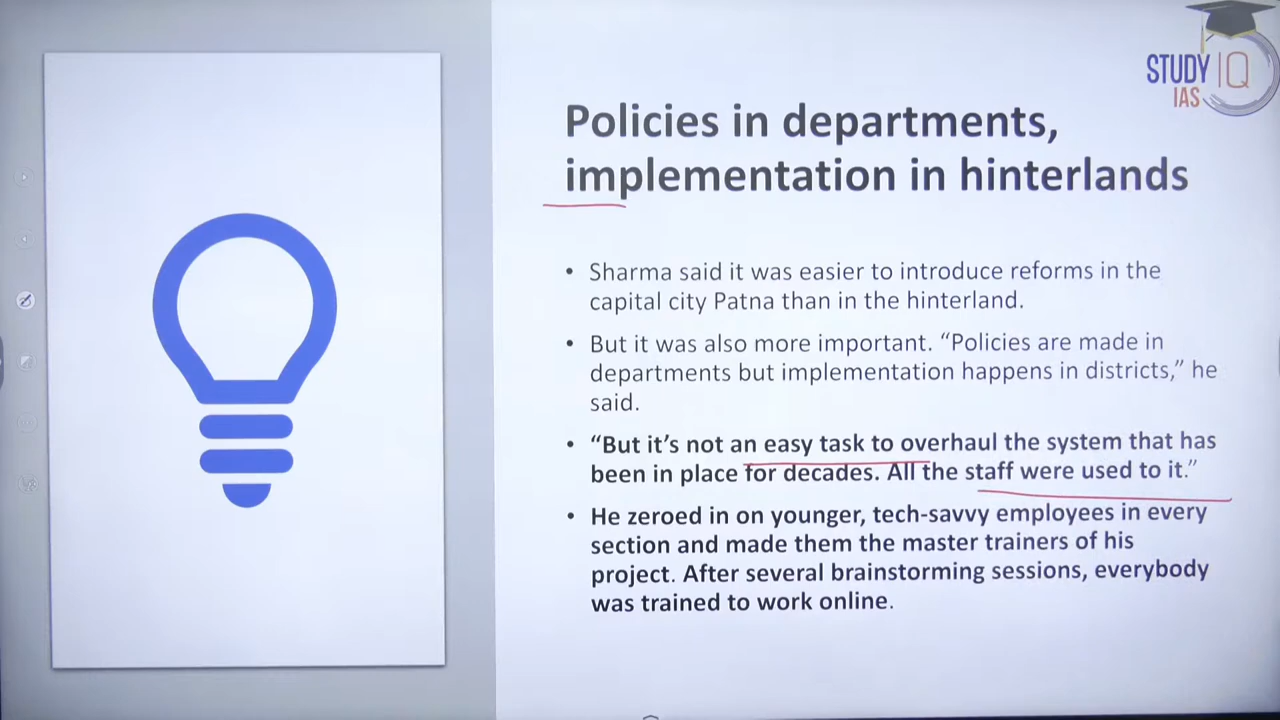 STUDY IQ
IAS
Policies in departments,
implementation in hinterlands
• Sharma said it was easier to introduce reforms in the
capital city Patna than in the hinterland.
• But it was also more important. “Policies are made in
departments but implementation happens in districts,” he
said.
• “But it’s not an easy task to overhaul the system that has
been in place for decades. All the staff were used to it.”
• He zeroed in on younger, tech-savvy employees in every
section and made them the master trainers of his
project. After several brainstorming sessions, everybody
was trained to work online.